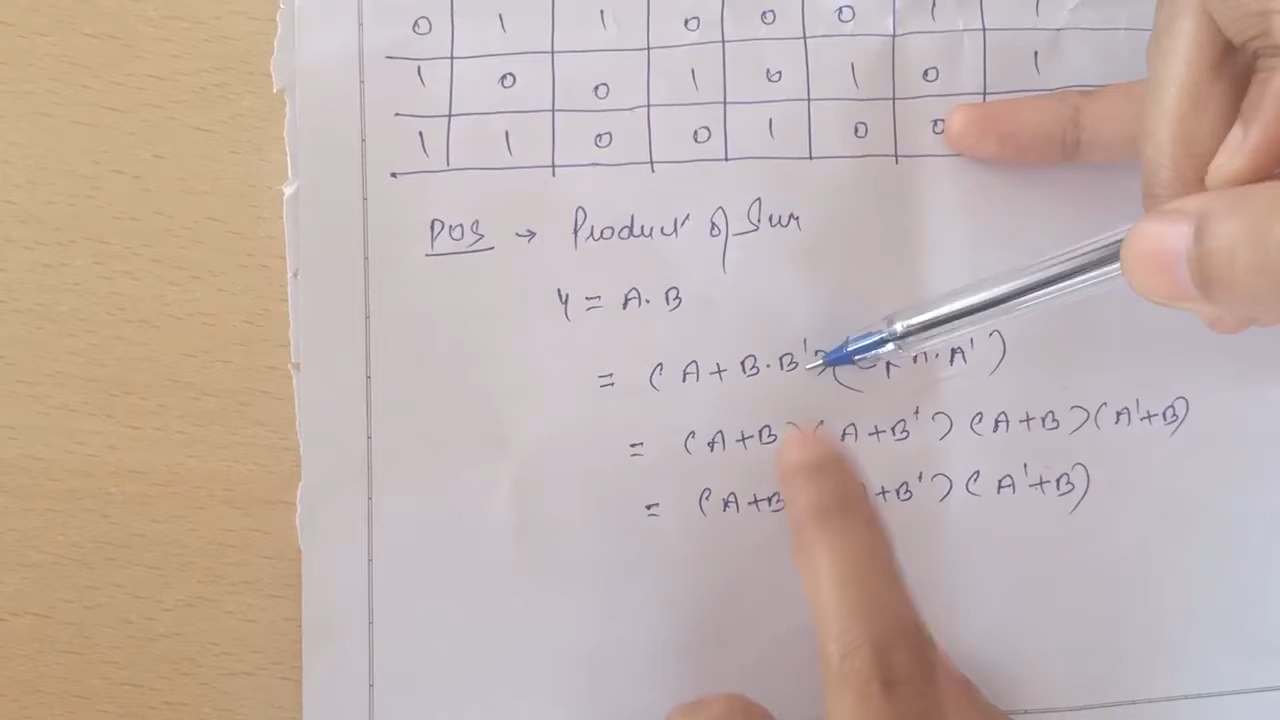 0 1 1 0 0 0 1 1
1 0 0 1 0 1 0 1
1 1 0 0 1 0 0
POS → Product of Sum
Y = A. B
= (A + B. B') ( A. A')
= (A+B) (A+B') (A+B) (A'+B)
= (A+B +B') (A'+B)